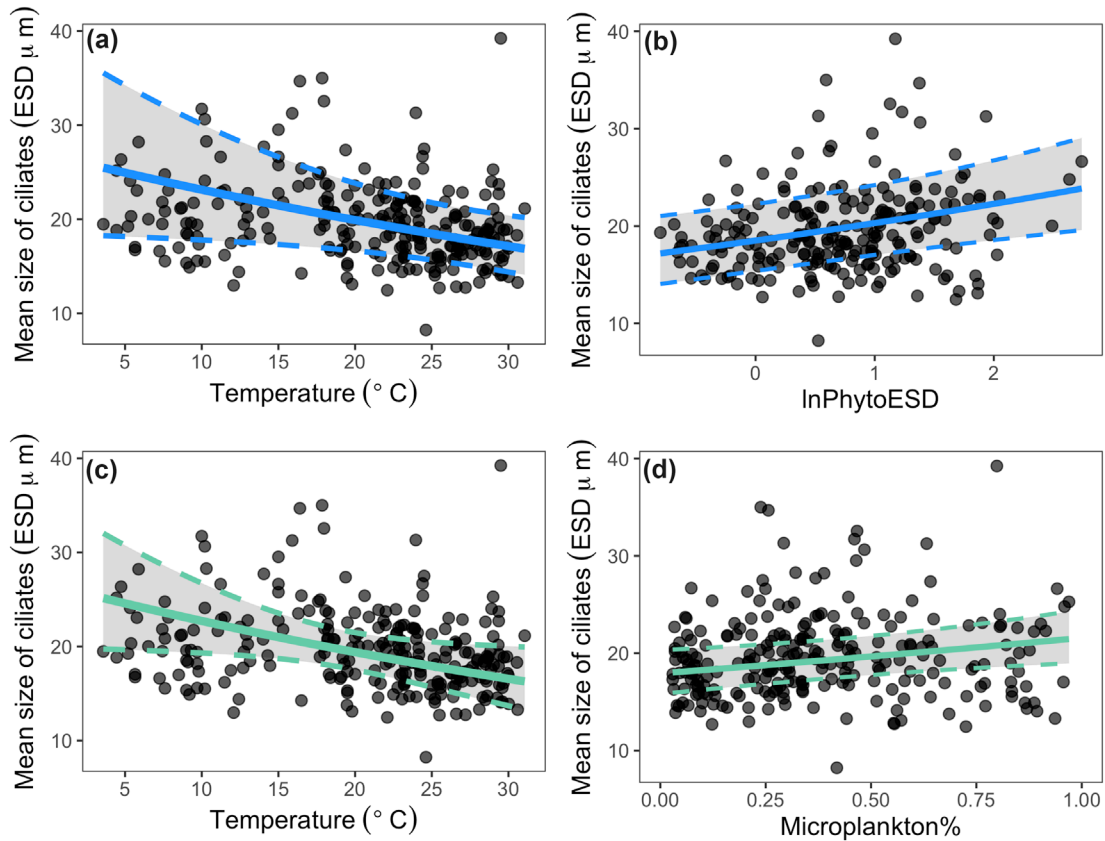 (a)
Mean size of ciliates (ESD μ m)
40
30
20
10
5 10 15 20 25 30
Temperature (° C)
(b)
Mean size of ciliates (ESD μ m)
40
30
20
10
0 1 2
lnPhytoESD
(c)
Mean size of ciliates (ESD μ m)
40
30
20
10
5 10 15 20 25 30
Temperature (° C)
(d)
Mean size of ciliates (ESD μ m)
40
30
20
10
0.00 0.25 0.50 0.75 1.00
Microplankton%